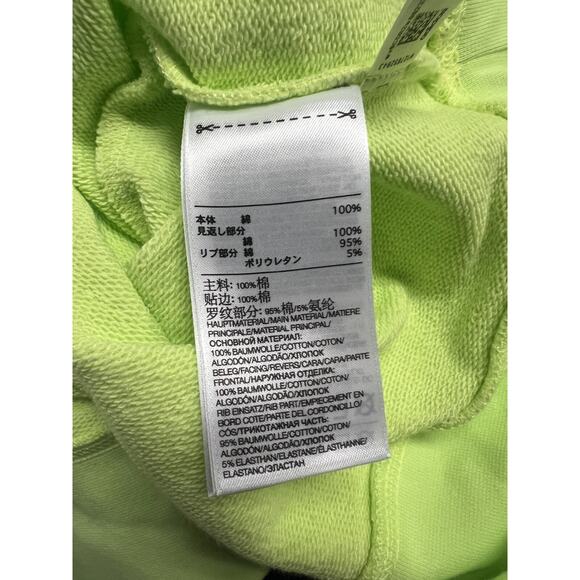 本体 綿 100%
見返し部分
綿 100%
リブ部分 綿 95%
ポリウレタン 5%
主料: 100%棉
贴边: 100%棉
罗纹部分: 95%棉/5%氨纶
HAUPTMATERIAL/MAIN MATERIAL/MATIERE
PRINCIPALE/MATERIAL PRINCIPAL/
ОСНОВНОЙ МАТЕРИАЛ:
100% BAUMWOLLE/COTTON/COTON/
ALGODÓN/ALGODÃO/ХЛОПОК
BELEG/FACING/REVERS/CARA/CARA/PARTE
FRONTAL/НАРУЖНАЯ ОТДЕЛКА:
100% BAUMWOLLE/COTTON/COTON/
ALGODÓN/ALGODÃO/ХЛОПОК
RIB EINSATZ/RIB PART/EMPIECEMENT EN
BORD COTE/PARTE DEL CORDONCILLO/
CÓS/ТРИКОТАЖНАЯ ЧАСТЬ:
95% BAUMWOLLE/COTTON/COTON/
ALGODÓN/ALGODÃO/ХЛОПОК
5% ELASTHAN/ELASTANE/ÉLASTHANNE/
ELASTANO/ЭЛАСТАН